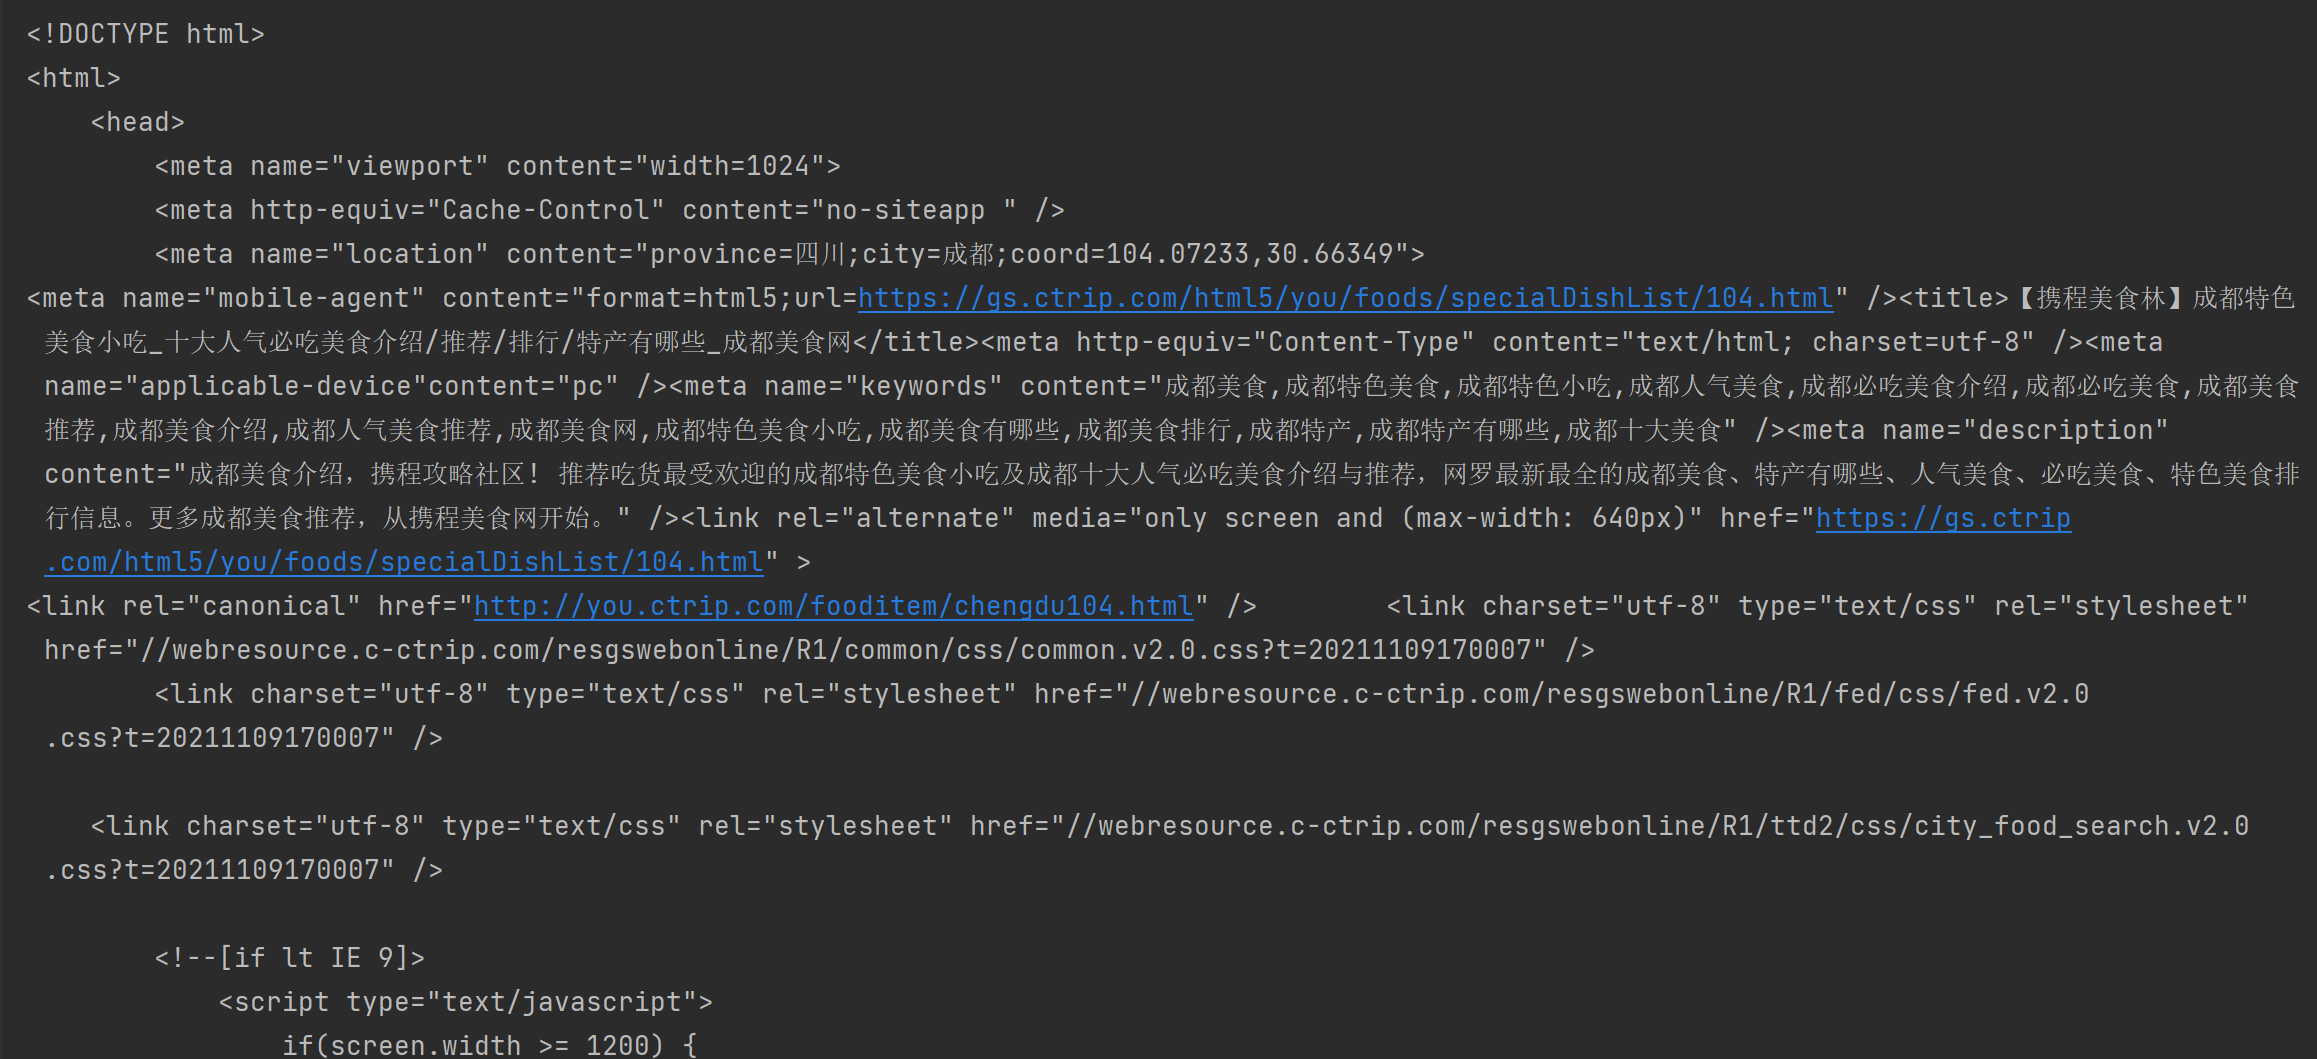 <!DOCTYPE html>
<html>
<head>
<meta name="viewport" content="width=1024">
<meta http-equiv="Cache-Control" content="no-siteapp " />
<meta name="location" content="province=四川;city=成都;coord=104.07233,30.66349">
<meta name="mobile-agent" content="format=html5;url=https://gs.ctrip.com/html5/you/foods/specialDishList/104.html" /><title>【携程美食林】成都特色
美食小吃_十大人气必吃美食介绍/推荐/排行/特产有哪些_成都美食网</title><meta http-equiv="Content-Type" content="text/html; charset=utf-8" /><meta
name="applicable-device"content="pc" /><meta name="keywords" content="成都美食,成都特色美食,成都特色小吃,成都人气美食,成都必吃美食介绍,成都必吃美食,成都美食
推荐,成都美食介绍,成都人气美食推荐,成都美食网,成都特色美食小吃,成都美食有哪些,成都美食排行,成都特产,成都特产有哪些,成都十大美食" /><meta name="description"
content="成都美食介绍，携程攻略社区! 推荐吃货最受欢迎的成都特色美食小吃及成都十大人气必吃美食介绍与推荐，网罗最新最全的成都美食、特产有哪些、人气美食、必吃美食、特色美食排
行信息。更多成都美食推荐，从携程美食网开始。" /><link rel="alternate" media="only screen and (max-width: 640px)" href="https://gs.ctrip
.com/html5/you/foods/specialDishList/104.html" >
<link rel="canonical" href="http://you.ctrip.com/fooditem/chengdu104.html" /> <link charset="utf-8" type="text/css" rel="stylesheet"
href="//webresource.c-ctrip.com/resgswebonline/R1/common/css/common.v2.0.css?t=20211109170007" />
<link charset="utf-8" type="text/css" rel="stylesheet" href="//webresource.c-ctrip.com/resgswebonline/R1/fed/css/fed.v2.0
.css?t=20211109170007" />
<link charset="utf-8" type="text/css" rel="stylesheet" href="//webresource.c-ctrip.com/resgswebonline/R1/ttd2/css/city_food_search.v2.0
.css?t=20211109170007" />
<!--[if lt IE 9]>
<script type="text/javascript">
if(screen.width >= 1200) {